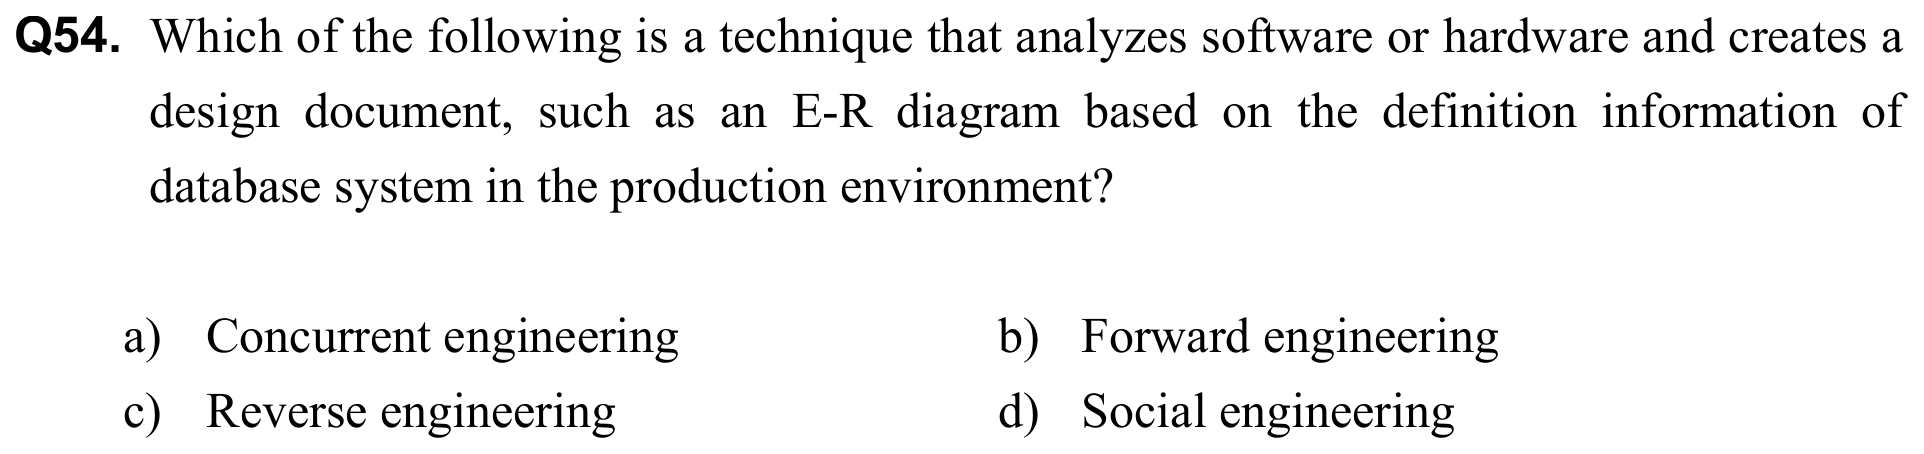 Q54. Which of the following is a technique that analyzes software or hardware and creates a
design document, such as an E-R diagram based on the definition information of
database system in the production environment?
a) Concurrent engineering b) Forward engineering
c) Reverse engineering d) Social engineering